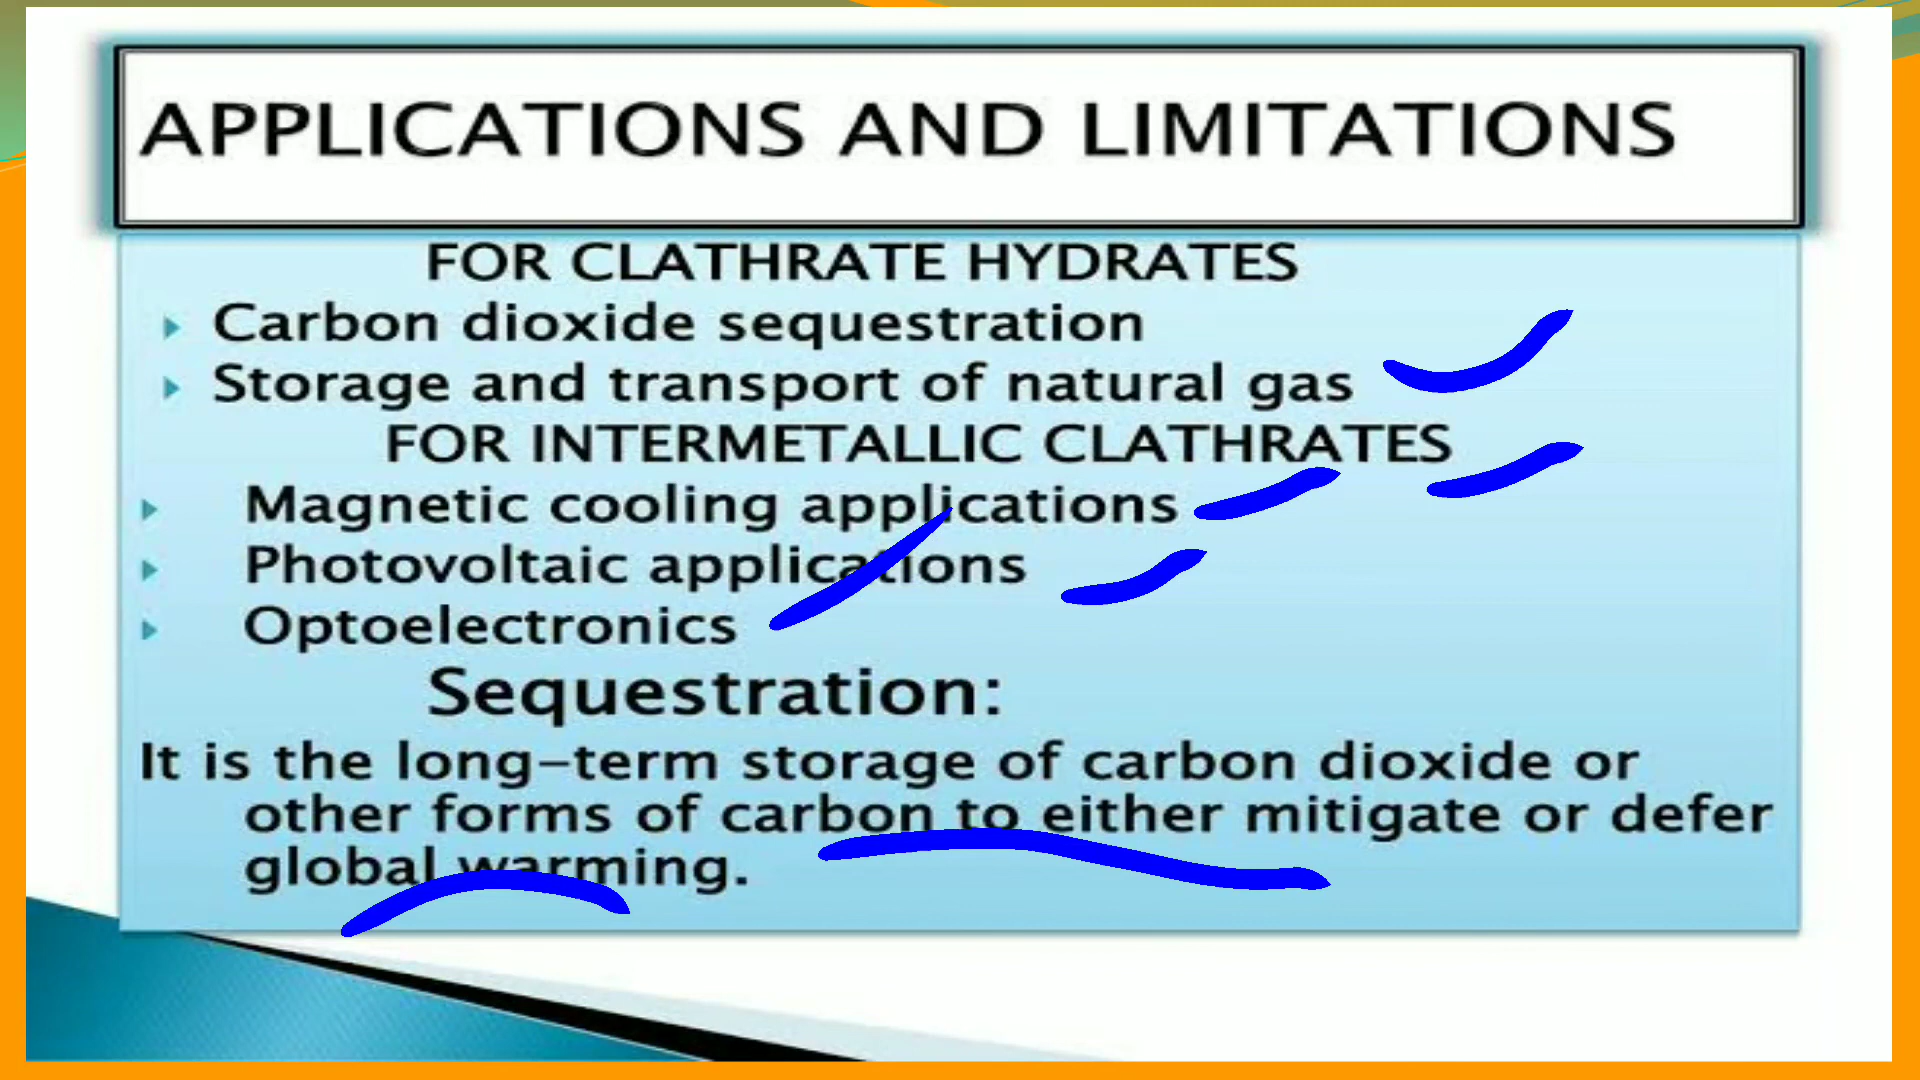 APPLICATIONS AND LIMITATIONS
FOR CLATHRATE HYDRATES
Carbon dioxide sequestration
Storage and transport of natural gas
FOR INTERMETALLIC CLATHRATES
Magnetic cooling applications
Photovoltaic applications
Optoelectronics
Sequestration:
It is the long-term storage of carbon dioxide or
other forms of carbon to either mitigate or defer
global warming.